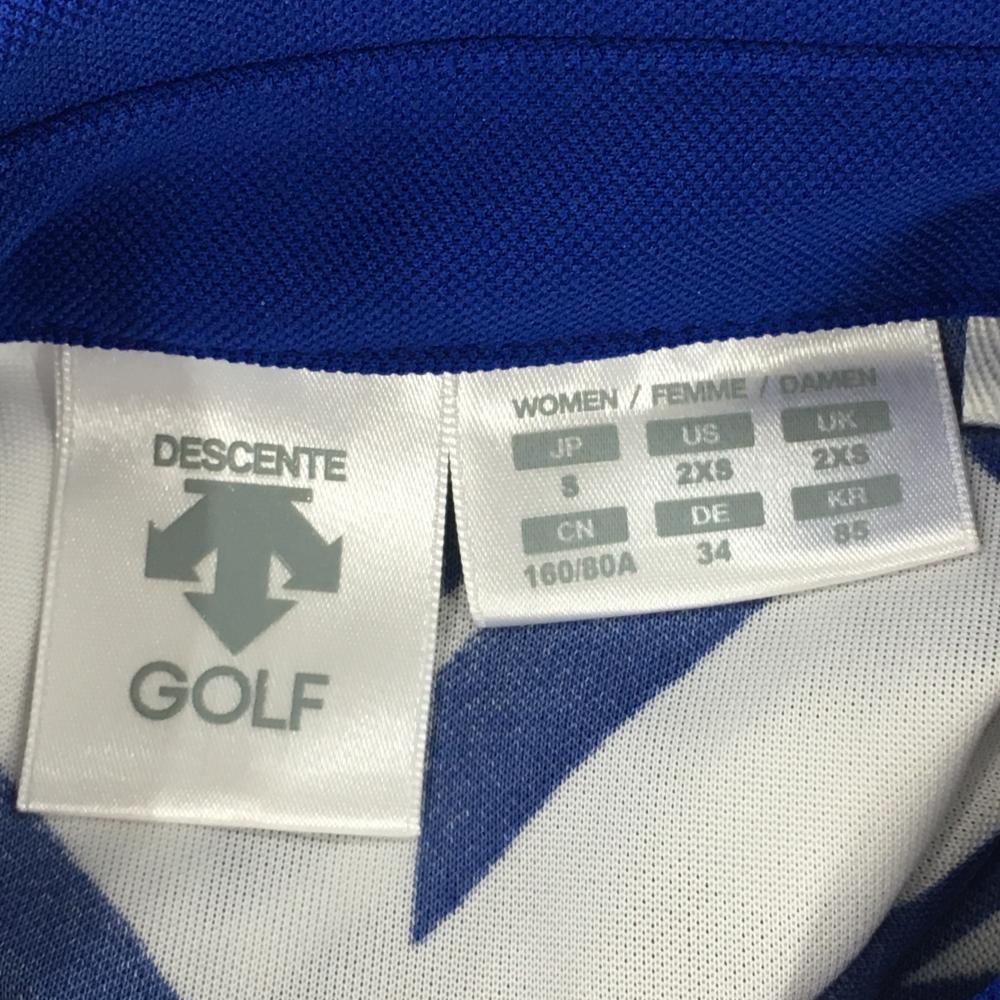 DESCENTE
GOLF
WOMEN / FEMME / DAMEN
JP US UK
S 2XS 2XS
CN DE KR
160/80A 34 85